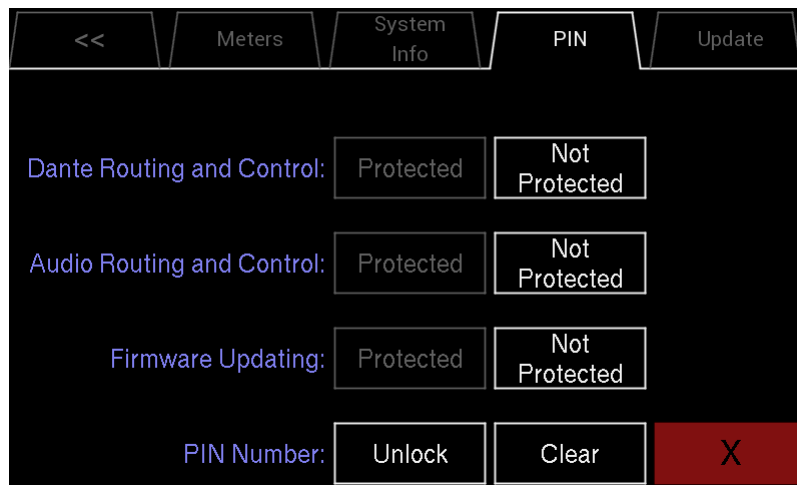 <<
Meters
System
Info
PIN
Update
Dante Routing and Control:
Protected
Not
Protected
Audio Routing and Control:
Protected
Not
Protected
Firmware Updating:
Protected
Not
Protected
PIN Number:
Unlock
Clear
X